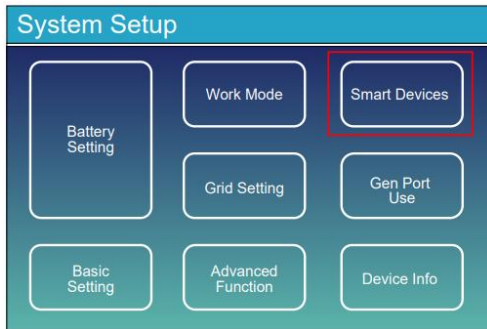 System Setup
Battery
Setting
Work Mode
Smart Devices
Grid Setting
Gen Port
Use
Basic
Setting
Advanced
Function
Device Info